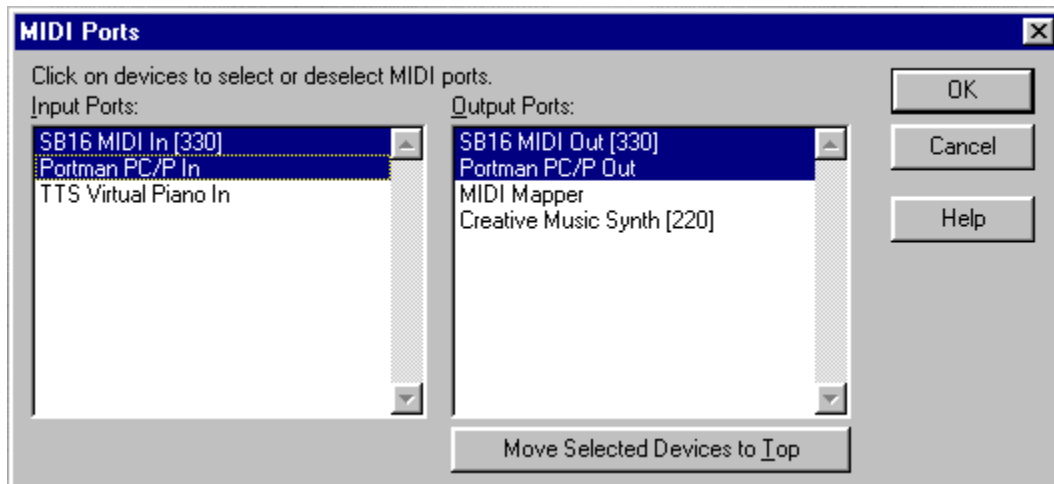 MIDI Ports
Click on devices to select or deselect MIDI ports.
Input Ports:
SB16 MIDI In [330]
Portman PC/P In
TTS Virtual Piano In
Output Ports:
SB16 MIDI Out [330]
Portman PC/P Out
MIDI Mapper
Creative Music Synth [220]
Move Selected Devices to Top
OK
Cancel
Help